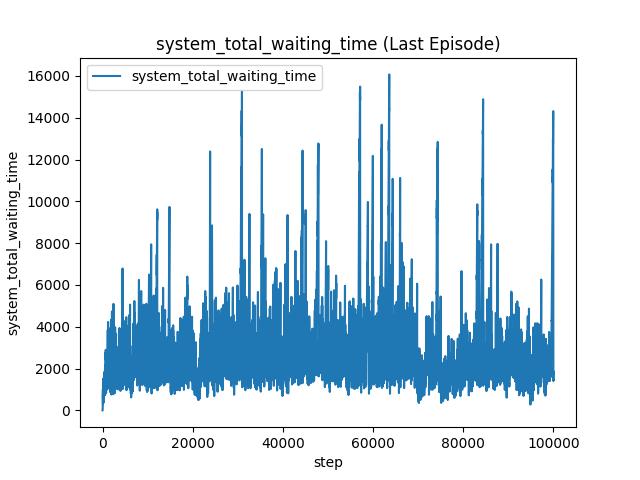 system_total_waiting_time (Last Episode)
system_total_waiting_time
system_total_waiting_time
16000
14000
12000
10000
8000
6000
4000
2000
0
0 20000 40000 60000 80000 100000
step